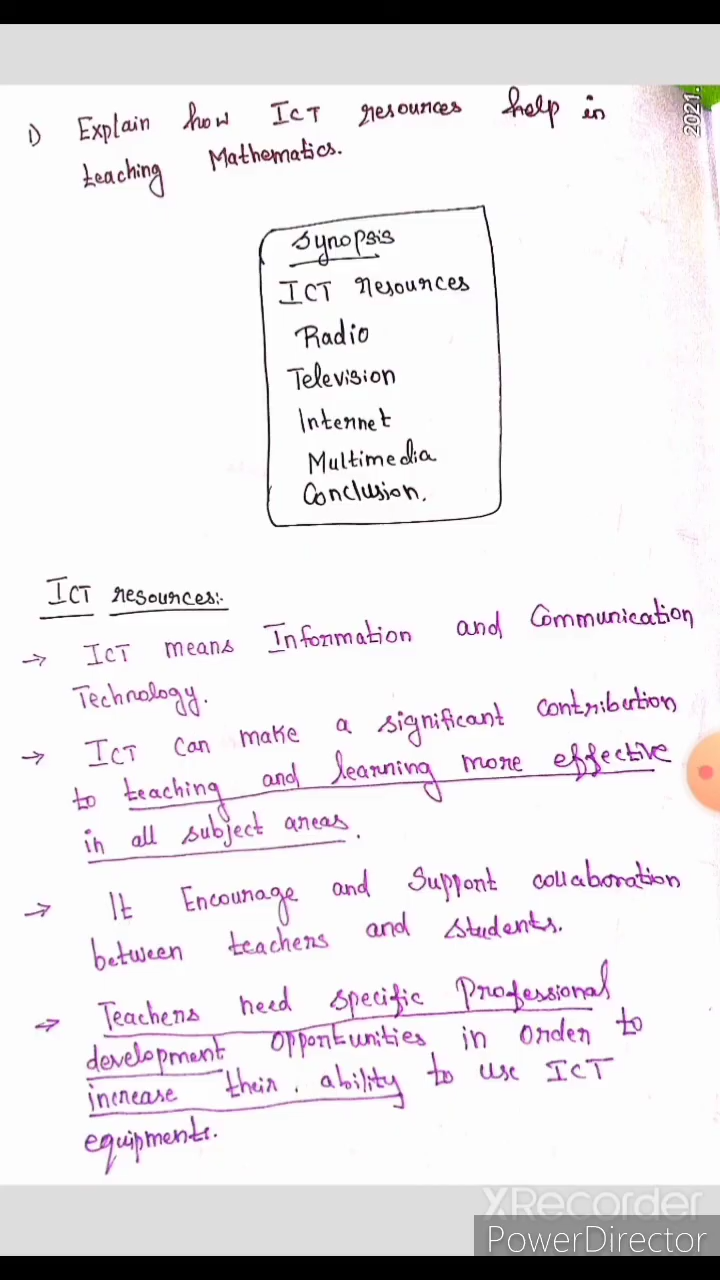 1) Explain how ICT resources help in
teaching Mathematics.
2021.
Synopsis
ICT resources
Radio
Television
Internet
Multimedia
Conclusion.
ICT resources:-
→ ICT means Information and Communication
Technology.
→ ICT can make a significant contribution
to teaching and learning more effective
in all subject areas.
→ It Encourage and Support collaboration
between teachers and students.
→ Teachers need specific Professional
development opportunities in order to
increase their ability to use ICT
equipments.
XRecorder
PowerDirector